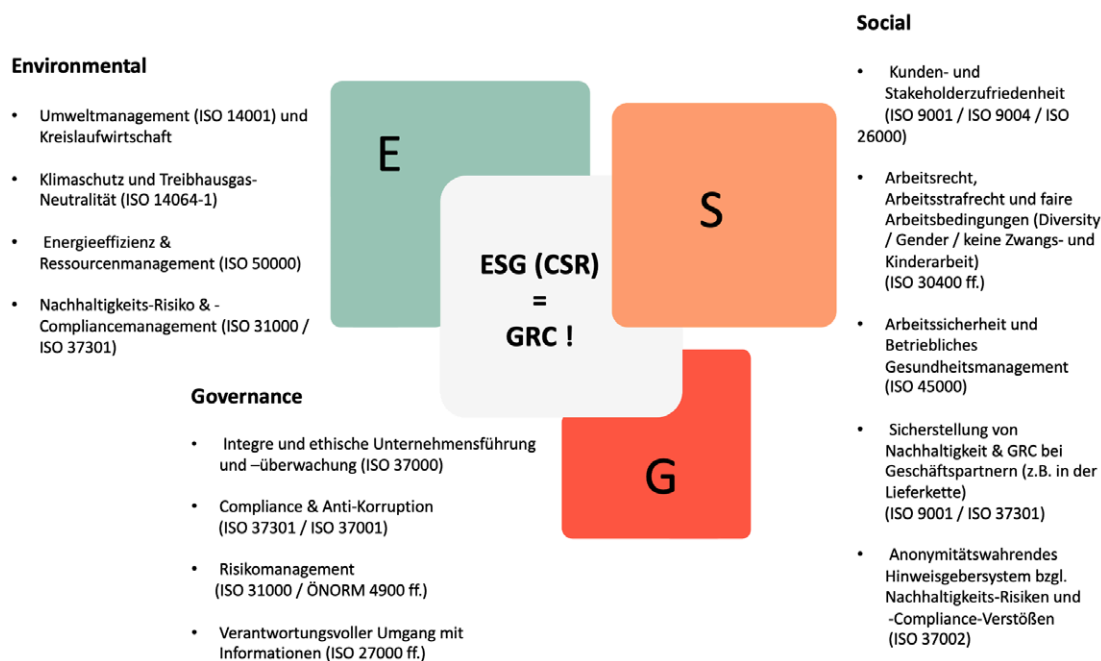 Environmental
• Umweltmanagement (ISO 14001) und
Kreislaufwirtschaft
• Klimaschutz und Treibhausgas-
Neutralität (ISO 14064-1)
• Energieeffizienz &
Ressourcenmanagement (ISO 50000)
• Nachhaltigkeits-Risiko & -
Compliancemanagement (ISO 31000 /
ISO 37301)
E
S
ESG (CSR)
=
GRC !
G
Social
• Kunden- und
Stakeholderzufriedenheit
(ISO 9001 / ISO 9004 / ISO
26000)
• Arbeitsrecht,
Arbeitsstrafrecht und faire
Arbeitsbedingungen (Diversity
/ Gender / keine Zwangs- und
Kinderarbeit)
(ISO 30400 ff.)
• Arbeitssicherheit und
Betriebliches
Gesundheitsmanagement
(ISO 45000)
• Sicherstellung von
Nachhaltigkeit & GRC bei
Geschäftspartnern (z.B. in der
Lieferkette)
(ISO 9001 / ISO 37301)
• Anonymitätswahrendes
Hinweisgebersystem bzgl.
Nachhaltigkeits-Risiken und
-Compliance-Verstößen
(ISO 37002)
Governance
• Integre und ethische Unternehmensführung
und –überwachung (ISO 37000)
• Compliance & Anti-Korruption
(ISO 37301 / ISO 37001)
• Risikomanagement
(ISO 31000 / ÖNORM 4900 ff.)
• Verantwortungsvoller Umgang mit
Informationen (ISO 27000 ff.)